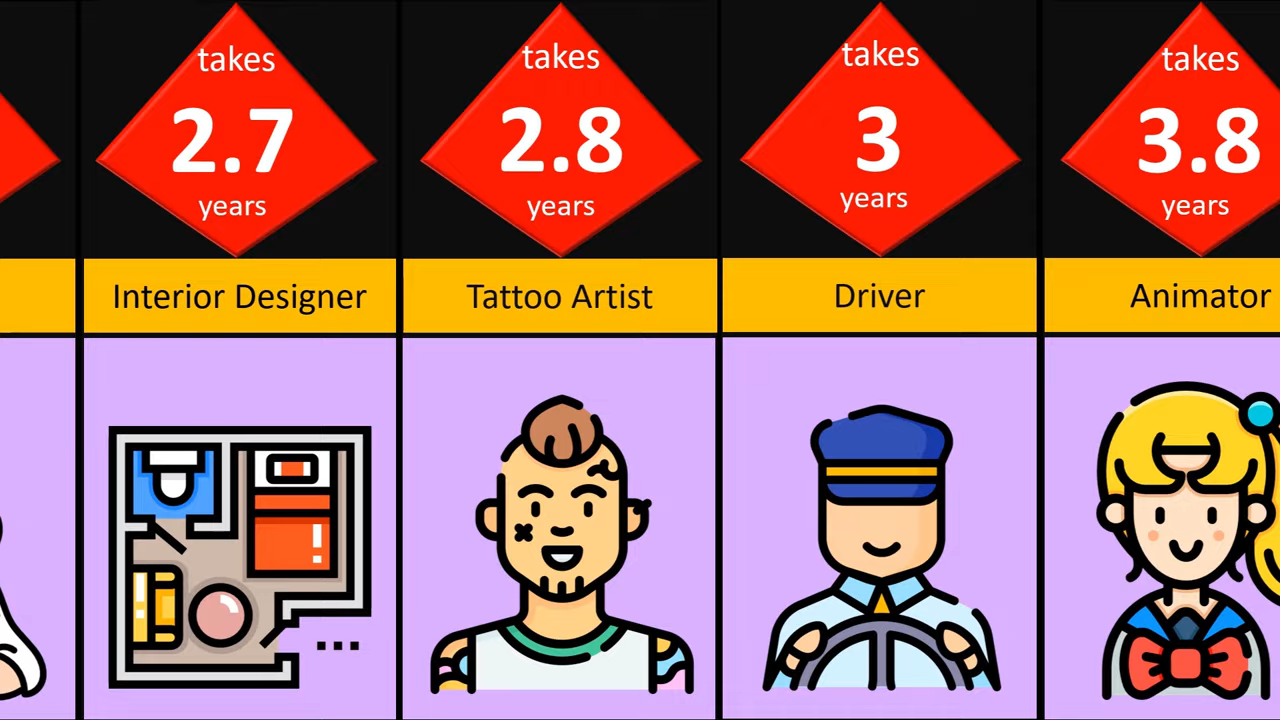 takes
2.7
years
Interior Designer
takes
2.8
years
Tattoo Artist
takes
3
years
Driver
takes
3.8
years
Animator